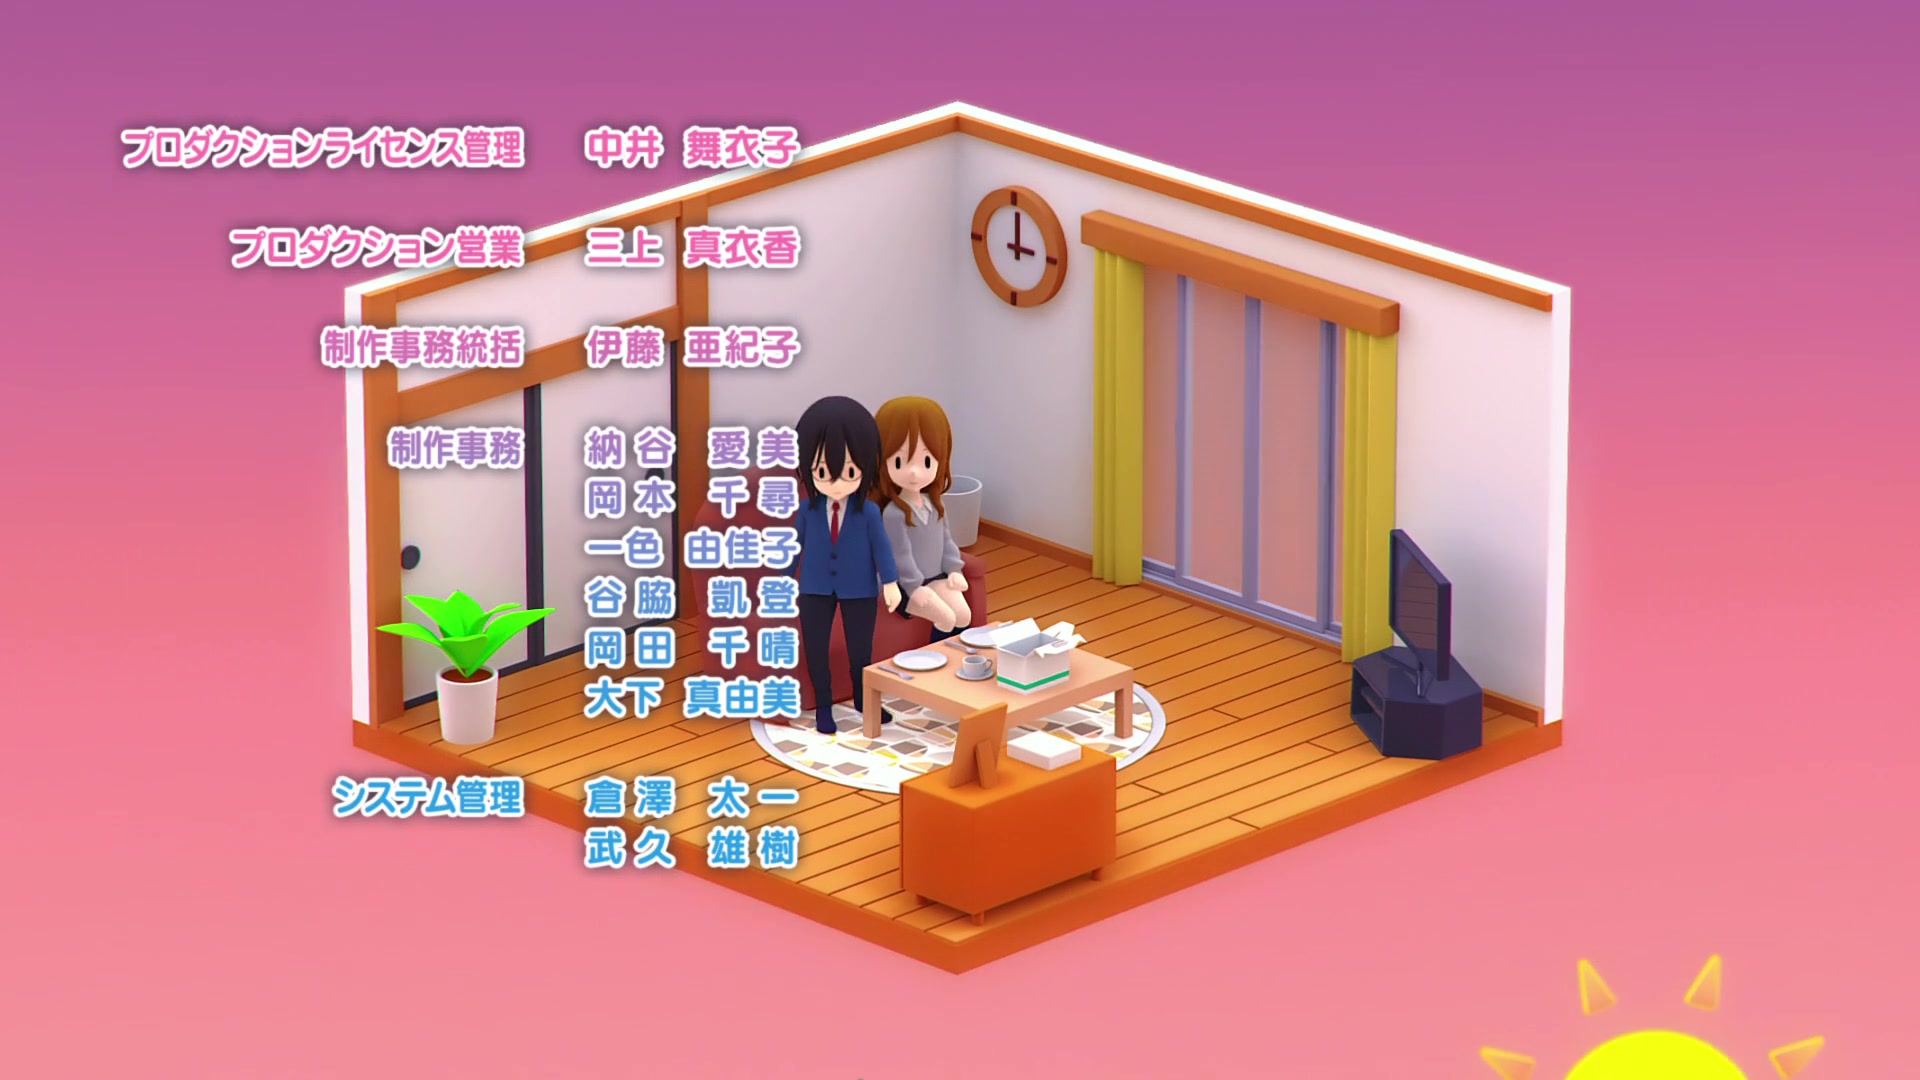 プロダクションライセンス管理 中井 舞衣子
プロダクション営業 三上 真衣香
制作事務統括 伊藤 亜紀子
制作事務 納谷 愛美
岡本 千尋
一色 由佳子
谷脇 凱登
岡田 千晴
大下 真由美
システム管理 倉澤 太一
武久 雄樹